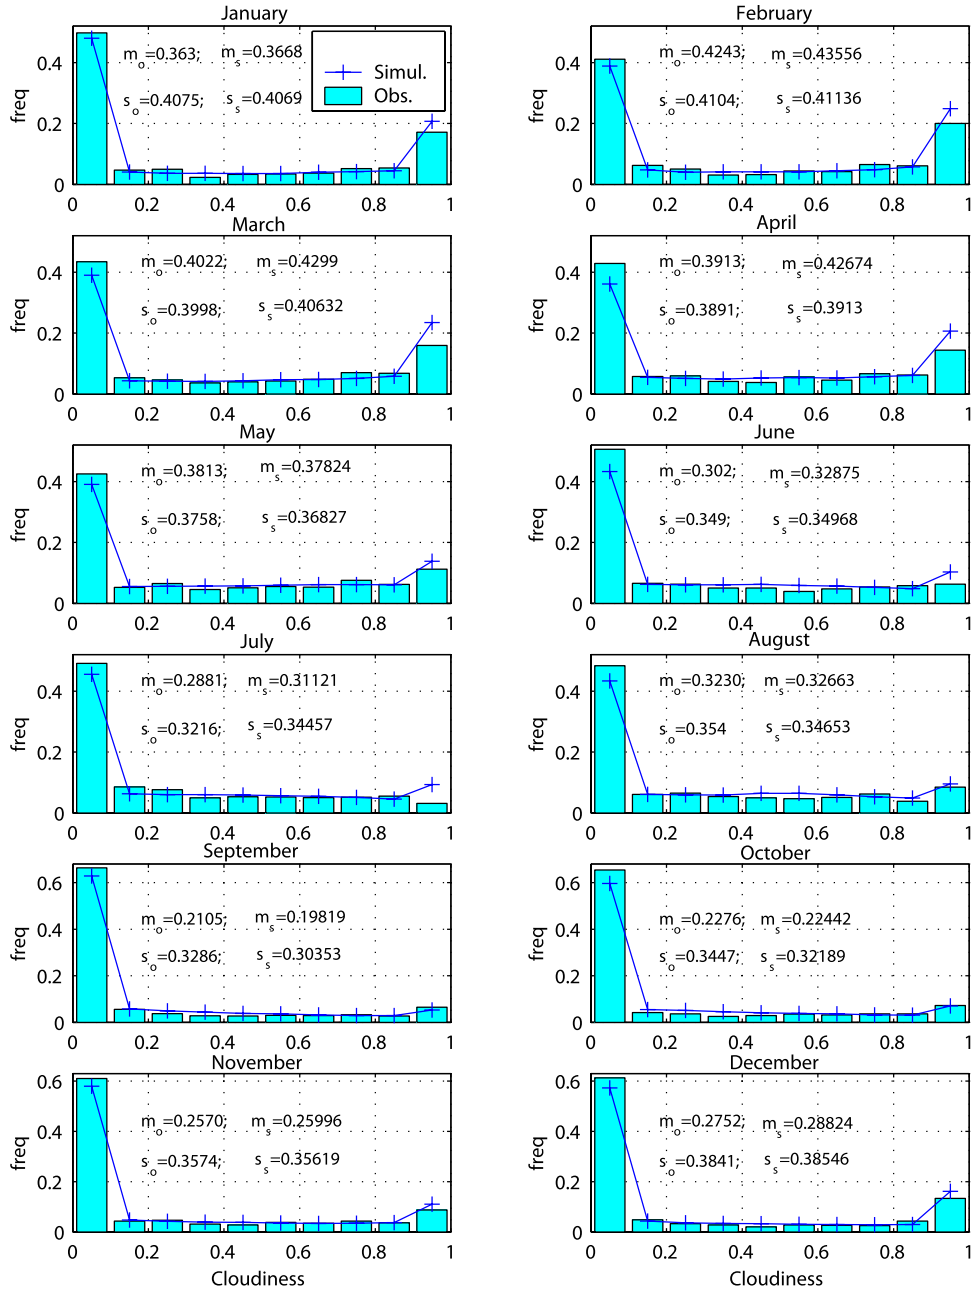 January
freq
0.4
0.2
0
m_o=0.363; m_s=0.3668
s_o=0.4075; s_s=0.4069
Simul.
Obs.
0 0.2 0.4 0.6 0.8 1
February
freq
0.4
0.2
0
m_o=0.4243; m_s=0.43556
s_o=0.4104; s_s=0.41136
0 0.2 0.4 0.6 0.8 1
March
freq
0.4
0.2
0
m_o=0.4022; m_s=0.4299
s_o=0.3998; s_s=0.40632
0 0.2 0.4 0.6 0.8 1
April
freq
0.4
0.2
0
m_o=0.3913; m_s=0.42674
s_o=0.3891; s_s=0.3913
0 0.2 0.4 0.6 0.8 1
May
freq
0.4
0.2
0
m_o=0.3813; m_s=0.37824
s_o=0.3758; s_s=0.36827
0 0.2 0.4 0.6 0.8 1
June
freq
0.4
0.2
0
m_o=0.302; m_s=0.32875
s_o=0.349; s_s=0.34968
0 0.2 0.4 0.6 0.8 1
July
freq
0.4
0.2
0
m_o=0.2881; m_s=0.31121
s_o=0.3216; s_s=0.34457
0 0.2 0.4 0.6 0.8 1
August
freq
0.4
0.2
0
m_o=0.3230; m_s=0.32663
s_o=0.354 s_s=0.34653
0 0.2 0.4 0.6 0.8 1
September
freq
0.6
0.4
0.2
0
m_o=0.2105; m_s=0.19819
s_o=0.3286; s_s=0.30353
0 0.2 0.4 0.6 0.8 1
October
freq
0.6
0.4
0.2
0
m_o=0.2276; m_s=0.22442
s_o=0.3447; s_s=0.32189
0 0.2 0.4 0.6 0.8 1
November
freq
0.6
0.4
0.2
0
m_o=0.2570; m_s=0.25996
s_o=0.3574; s_s=0.35619
0 0.2 0.4 0.6 0.8 1
Cloudiness
December
freq
0.6
0.4
0.2
0
m_o=0.2752; m_s=0.28824
s_o=0.3841; s_s=0.38546
0 0.2 0.4 0.6 0.8 1
Cloudiness